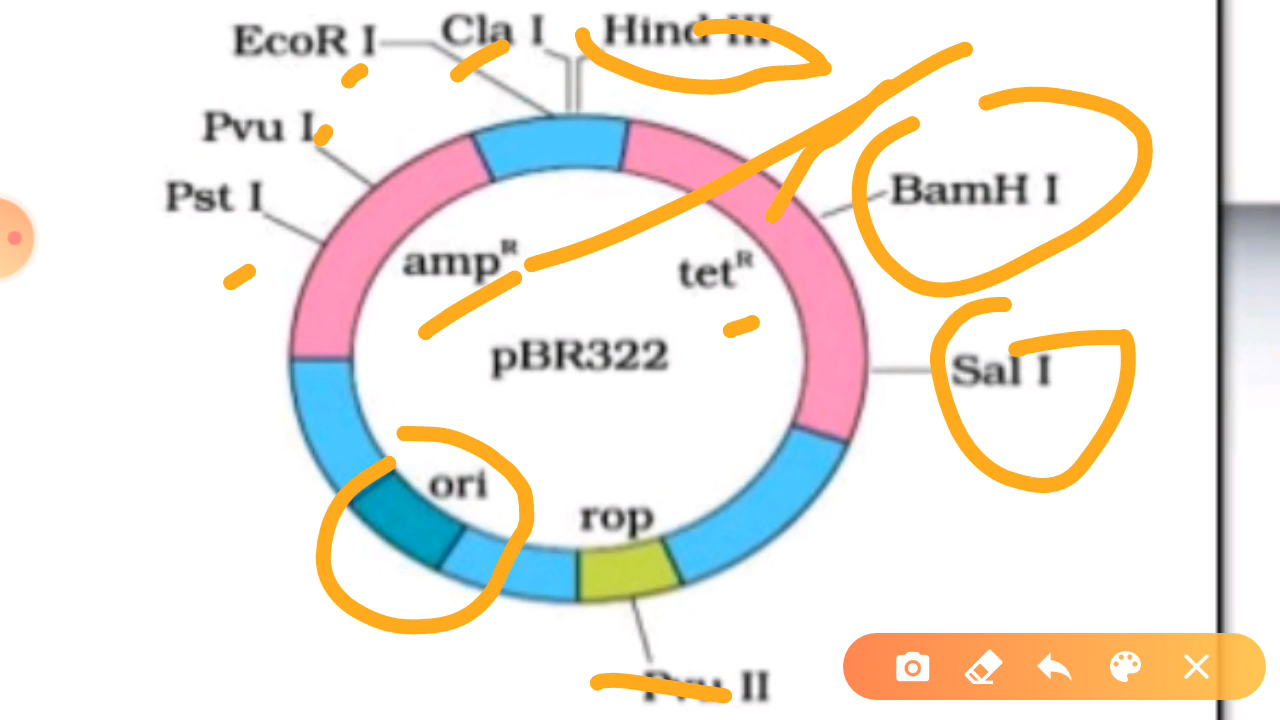 EcoR I
Cla I
Hind III
Pvu I
Pst I
BamH I
amp^R
tet^R
pBR322
Sal I
ori
rop
Pvu II